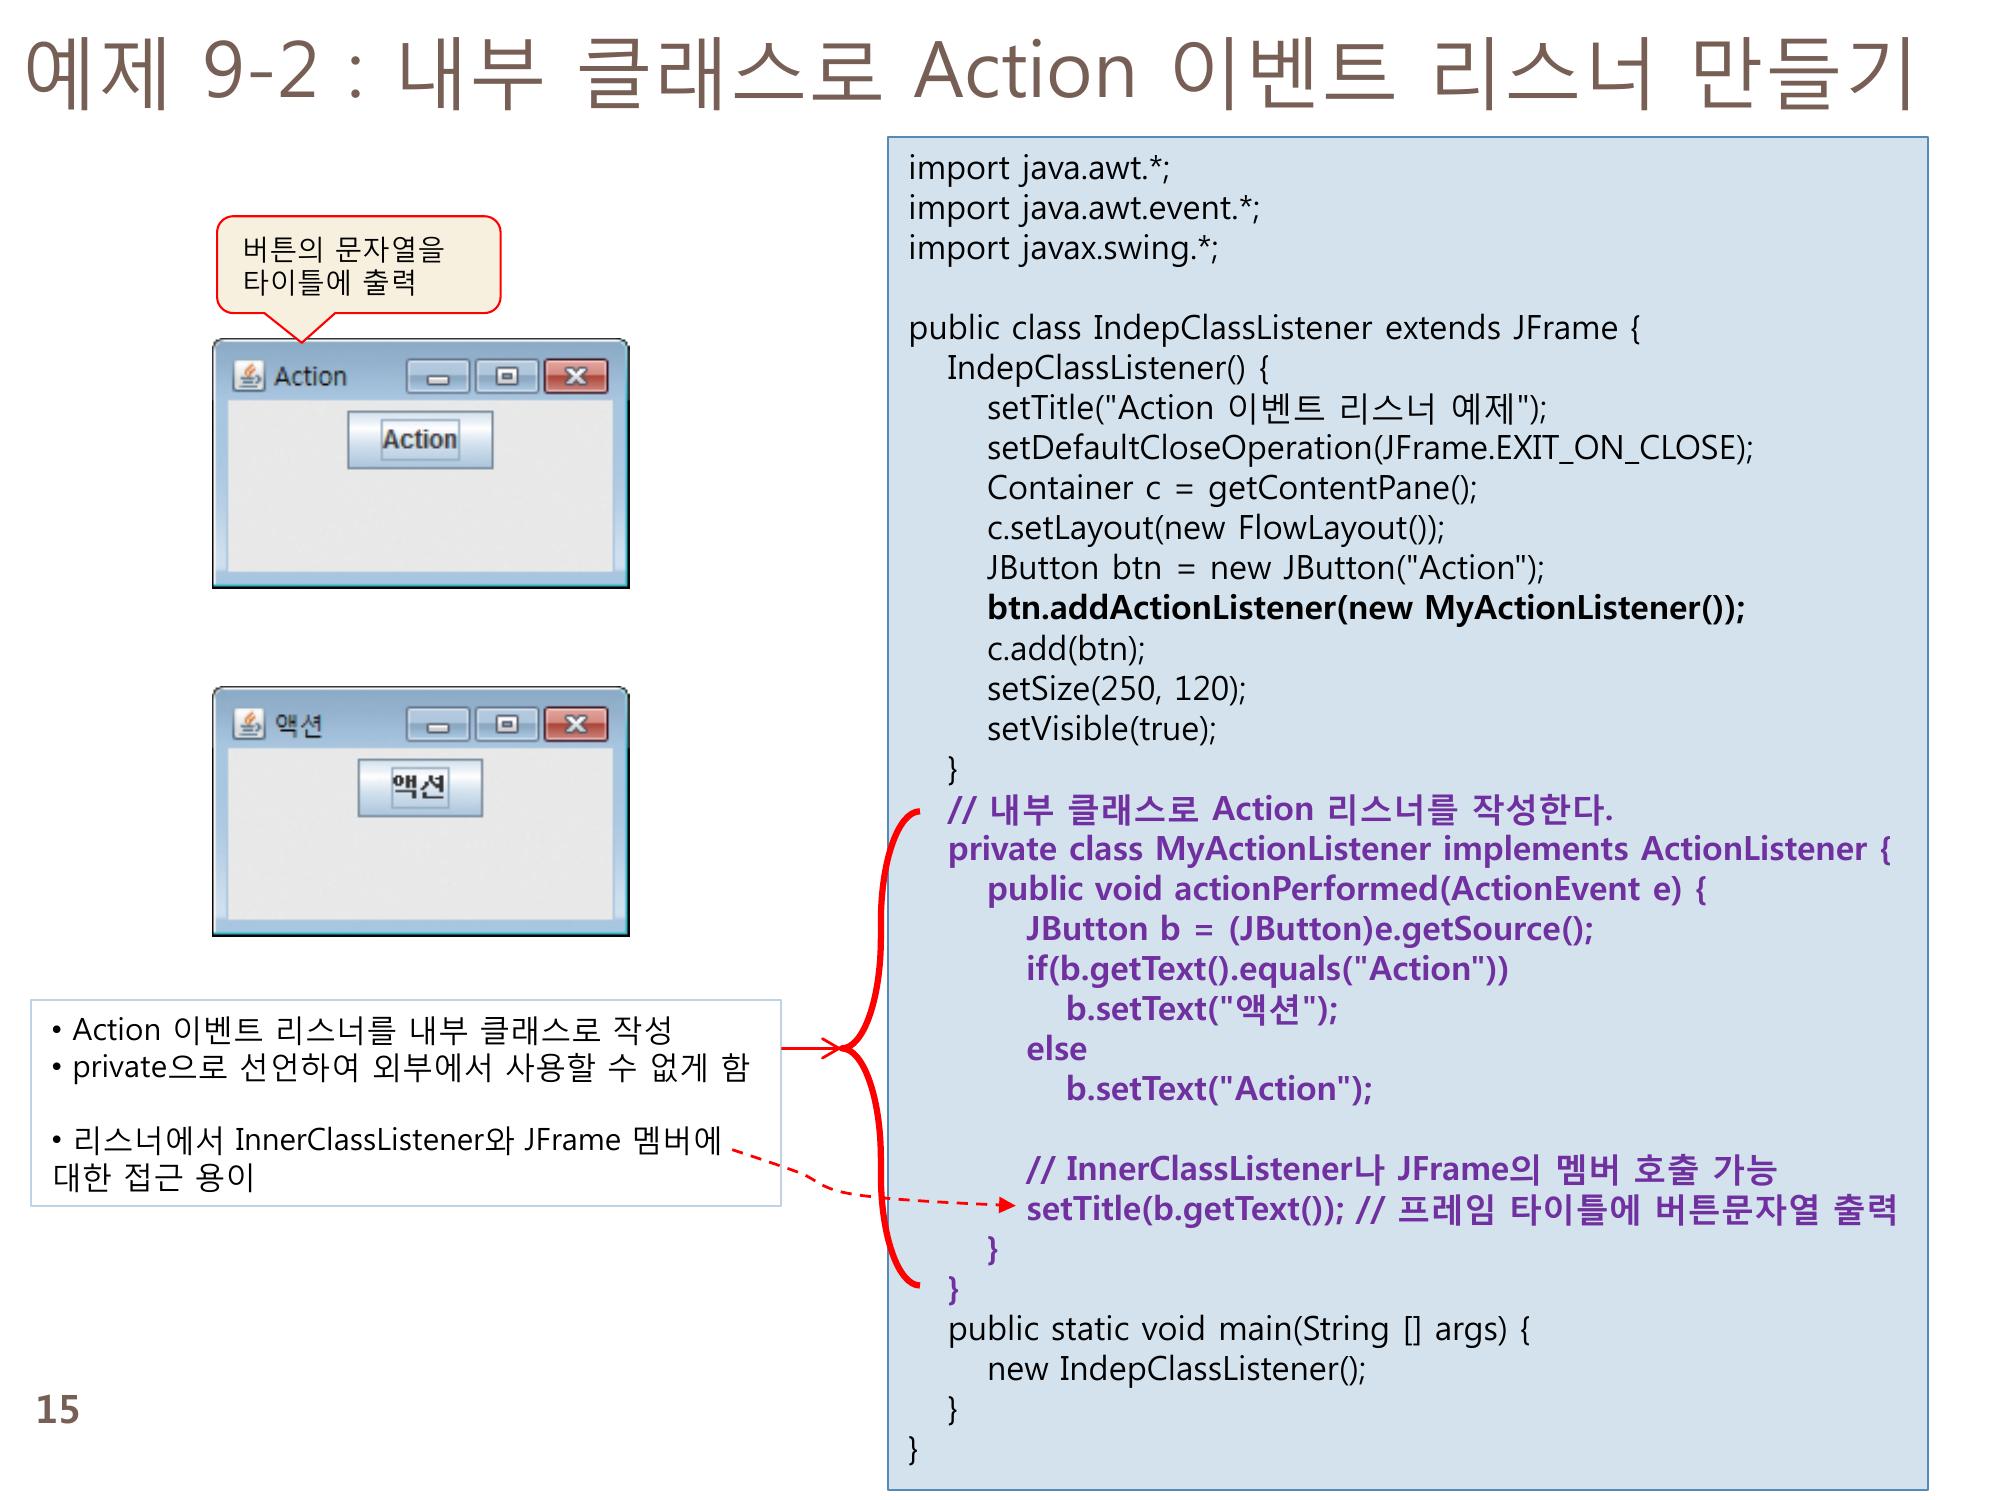 예제 9-2 : 내부 클래스로 Action 이벤트 리스너 만들기
버튼의 문자열을
타이틀에 출력
Action
Action
액션
액션
• Action 이벤트 리스너를 내부 클래스로 작성
• private으로 선언하여 외부에서 사용할 수 없게 함
• 리스너에서 InnerClassListener와 JFrame 멤버에
대한 접근 용이
import java.awt.*;
import java.awt.event.*;
import javax.swing.*;
public class IndepClassListener extends JFrame {
IndepClassListener() {
setTitle("Action 이벤트 리스너 예제");
setDefaultCloseOperation(JFrame.EXIT_ON_CLOSE);
Container c = getContentPane();
c.setLayout(new FlowLayout());
JButton btn = new JButton("Action");
btn.addActionListener(new MyActionListener());
c.add(btn);
setSize(250, 120);
setVisible(true);
}
// 내부 클래스로 Action 리스너를 작성한다.
private class MyActionListener implements ActionListener {
public void actionPerformed(ActionEvent e) {
JButton b = (JButton)e.getSource();
if(b.getText().equals("Action"))
b.setText("액션");
else
b.setText("Action");
// InnerClassListener나 JFrame의 멤버 호출 가능
setTitle(b.getText()); // 프레임 타이틀에 버튼문자열 출력
}
}
public static void main(String [] args) {
new IndepClassListener();
}
}
15